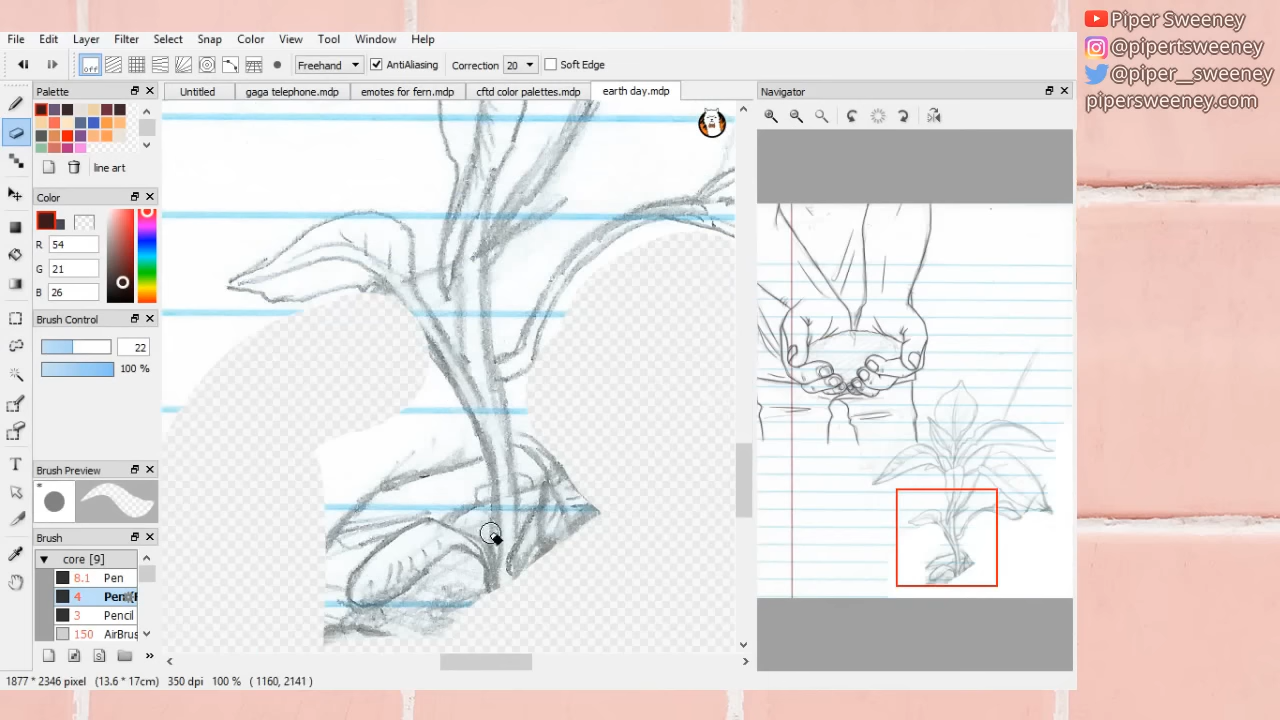 Piper Sweeney
@pipertsweeney
@piper__sweeney
pipersweeney.com
File Edit Layer Filter Select Snap Color View Tool Window Help
off Freehand AntiAliasing Correction 20 Soft Edge
Palette
Untitled gaga telephone.mdp emotes for fern.mdp cftd color palettes.mdp earth day.mdp
Navigator
line art
Color
R 54
G 21
B 26
Brush Control
22
100 %
Brush Preview
Brush
core [9]
8.1 Pen
4
3 Pencil
150 AirBrus
1877 * 2346 pixel (13.6 * 17cm) 350 dpi 100 % ( 1160, 2141 )